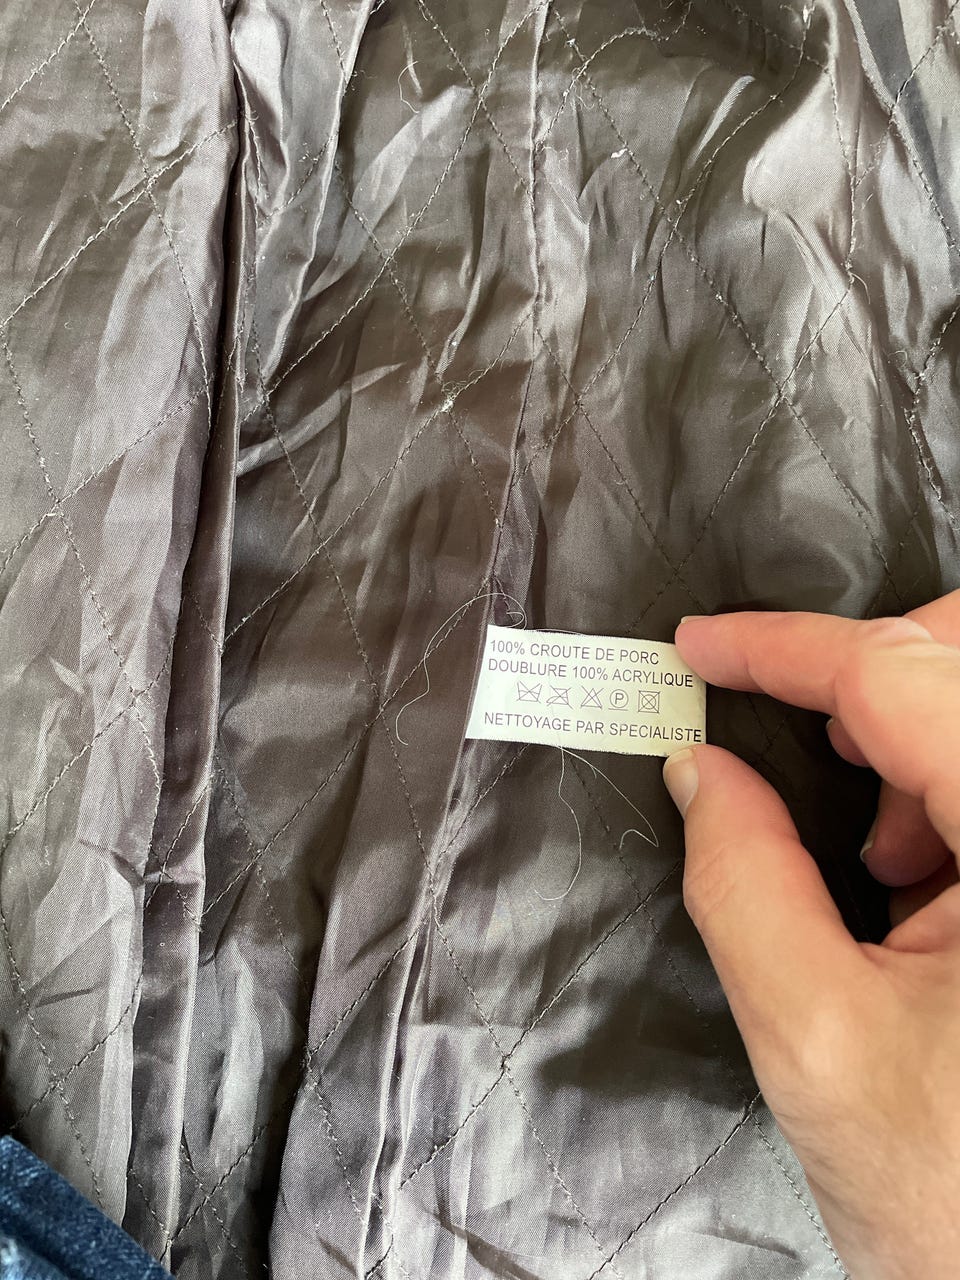 100% CROUTE DE PORC
DOUBLURE 100% ACRYLIQUE
P
NETTOYAGE PAR SPECIALISTE